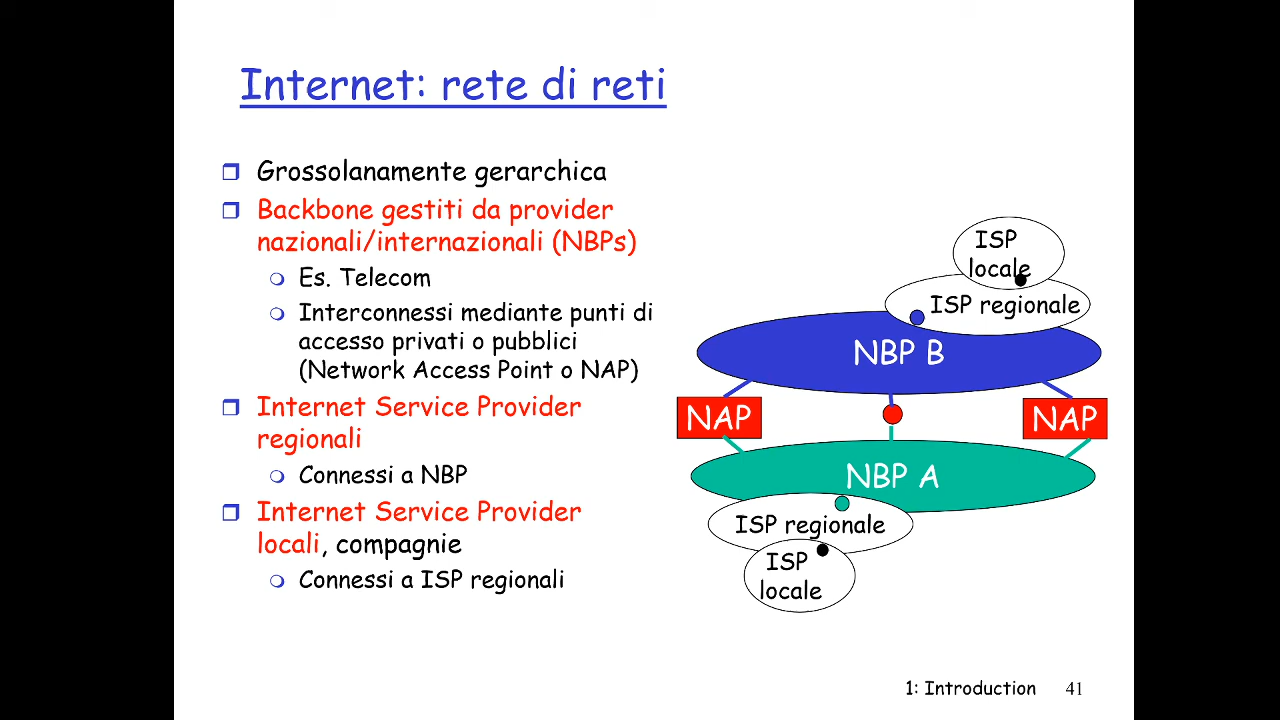 Internet: rete di reti
Grossolanamente gerarchica
Backbone gestiti da provider
nazionali/internazionali (NBPs)
Es. Telecom
Interconnessi mediante punti di
accesso privati o pubblici
(Network Access Point o NAP)
Internet Service Provider
regionali
Connessi a NBP
Internet Service Provider
locali, compagnie
Connessi a ISP regionali
ISP
locale
ISP regionale
NBP B
NAP
NAP
NBP A
ISP regionale
ISP
locale
1: Introduction 41